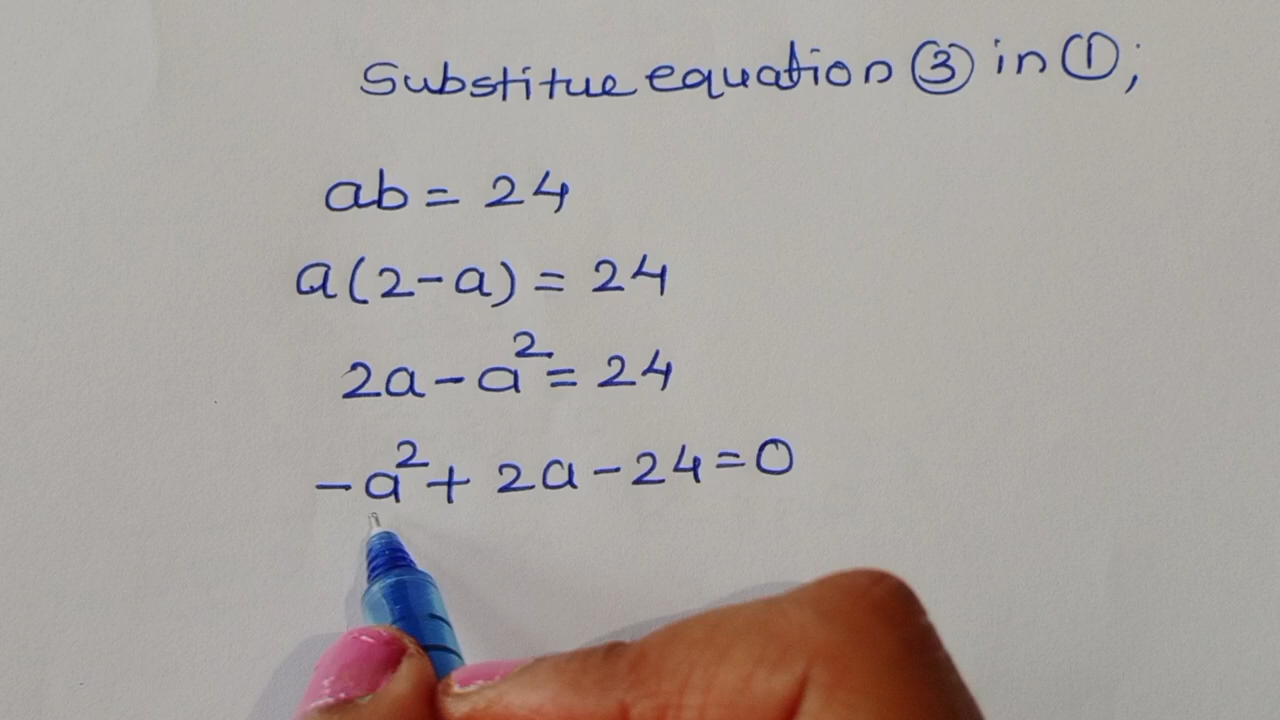 Substitue equation ③ in ①;
ab = 24
a(2-a) = 24
2a - a² = 24
-a² + 2a - 24 = 0